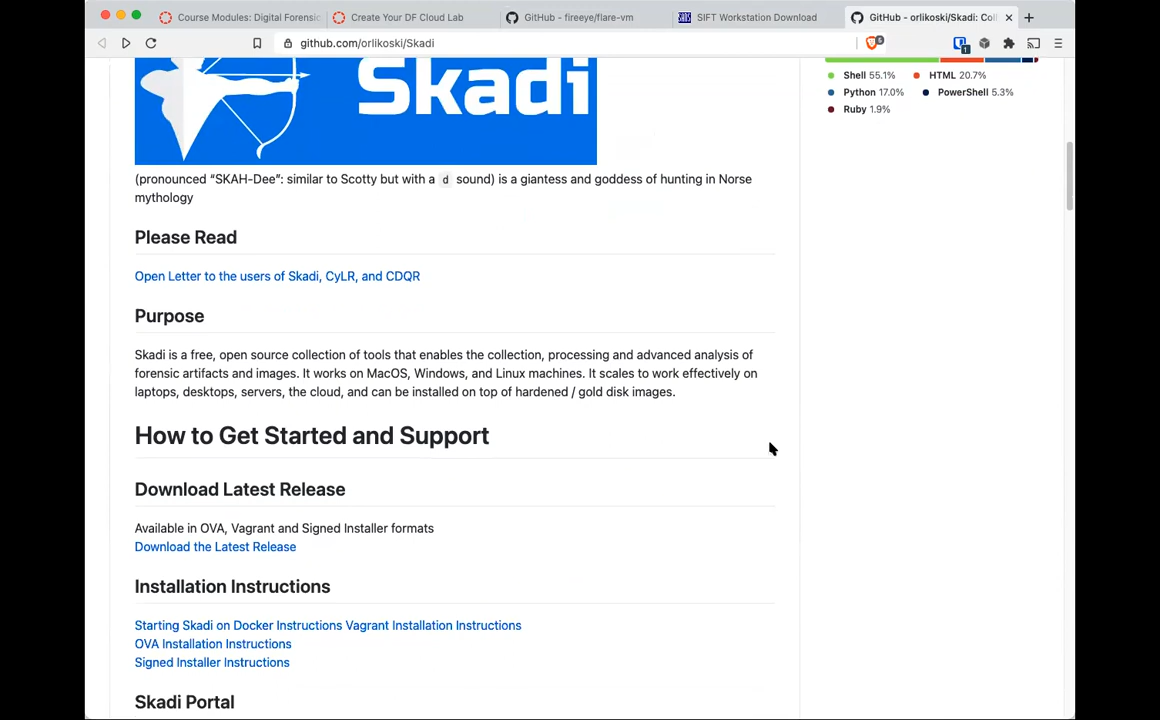 Course Modules: Digital Forensic
Create Your DF Cloud Lab
GitHub - fireeye/flare-vm
SIFT Workstation Download
GitHub - orlikoski/Skadi: Coll
github.com/orlikoski/Skadi
Skadi
Shell 55.1%
HTML 20.7%
Python 17.0%
PowerShell 5.3%
Ruby 1.9%
(pronounced “SKAH-Dee”: similar to Scotty but with a d sound) is a giantess and goddess of hunting in Norse
mythology
Please Read
Open Letter to the users of Skadi, CyLR, and CDQR
Purpose
Skadi is a free, open source collection of tools that enables the collection, processing and advanced analysis of
forensic artifacts and images. It works on MacOS, Windows, and Linux machines. It scales to work effectively on
laptops, desktops, servers, the cloud, and can be installed on top of hardened / gold disk images.
How to Get Started and Support
Download Latest Release
Available in OVA, Vagrant and Signed Installer formats
Download the Latest Release
Installation Instructions
Starting Skadi on Docker Instructions Vagrant Installation Instructions
OVA Installation Instructions
Signed Installer Instructions
Skadi Portal